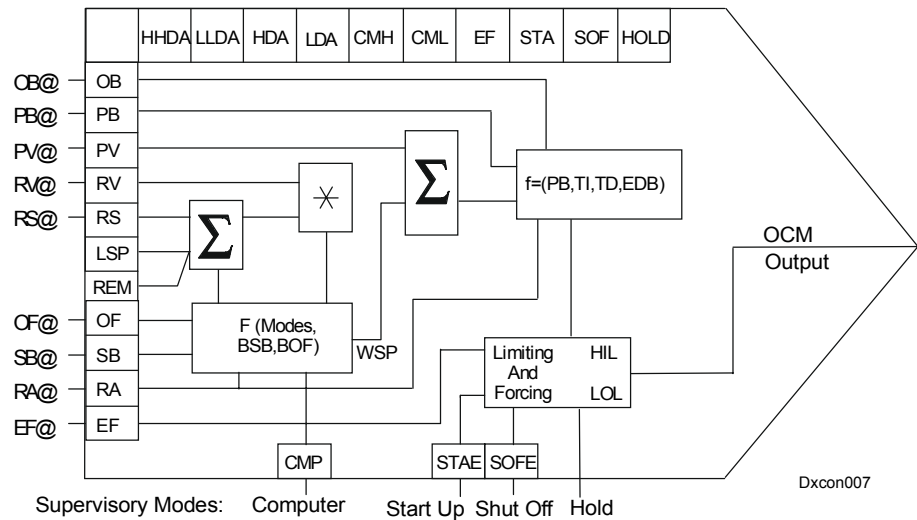 HHDA LLDA HDA LDA CMH CML EF STA SOF HOLD
OB@ OB
PB@ PB
PV@ PV
RV@ RV
RS@ RS
LSP
REM
OF@ OF
SB@ SB
RA@ RA
EF@ EF
Σ
*
Σ
f=(PB,TI,TD,EDB)
F (Modes,
BSB,BOF)
WSP
Limiting HIL
And
Forcing LOL
OCM
Output
CMP STAE SOFE
Dxcon007
Supervisory Modes: Computer Start Up Shut Off Hold